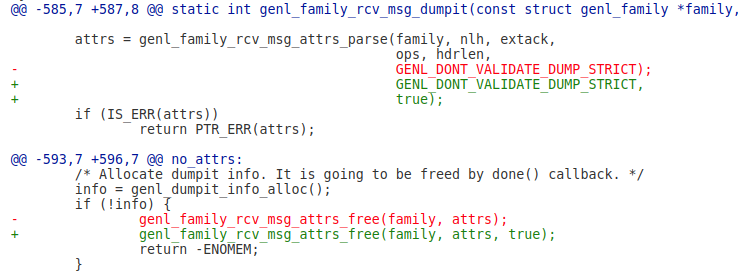 @@ -585,7 +587,8 @@ static int genl_family_rcv_msg_dumpit(const struct genl_family *family,
        attrs = genl_family_rcv_msg_attrs_parse(family, nlh, extack,
                                                ops, hdrlen,
-                                               GENL_DONT_VALIDATE_DUMP_STRICT);
+                                               GENL_DONT_VALIDATE_DUMP_STRICT,
+                                               true);
        if (IS_ERR(attrs))
                return PTR_ERR(attrs);
@@ -593,7 +596,7 @@ no_attrs:
        /* Allocate dumpit info. It is going to be freed by done() callback. */
        info = genl_dumpit_info_alloc();
        if (!info) {
-               genl_family_rcv_msg_attrs_free(family, attrs);
+               genl_family_rcv_msg_attrs_free(family, attrs, true);
                return -ENOMEM;
        }